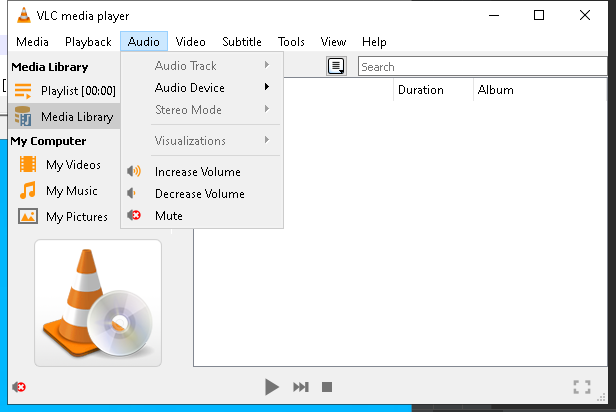 VLC media player
Media Playback Audio Video Subtitle Tools View Help
Media Library
Playlist [00:00]
Media Library
My Computer
My Videos
My Music
My Pictures
Audio Track
Audio Device
Stereo Mode
Visualizations
Increase Volume
Decrease Volume
Mute
Search
Duration Album